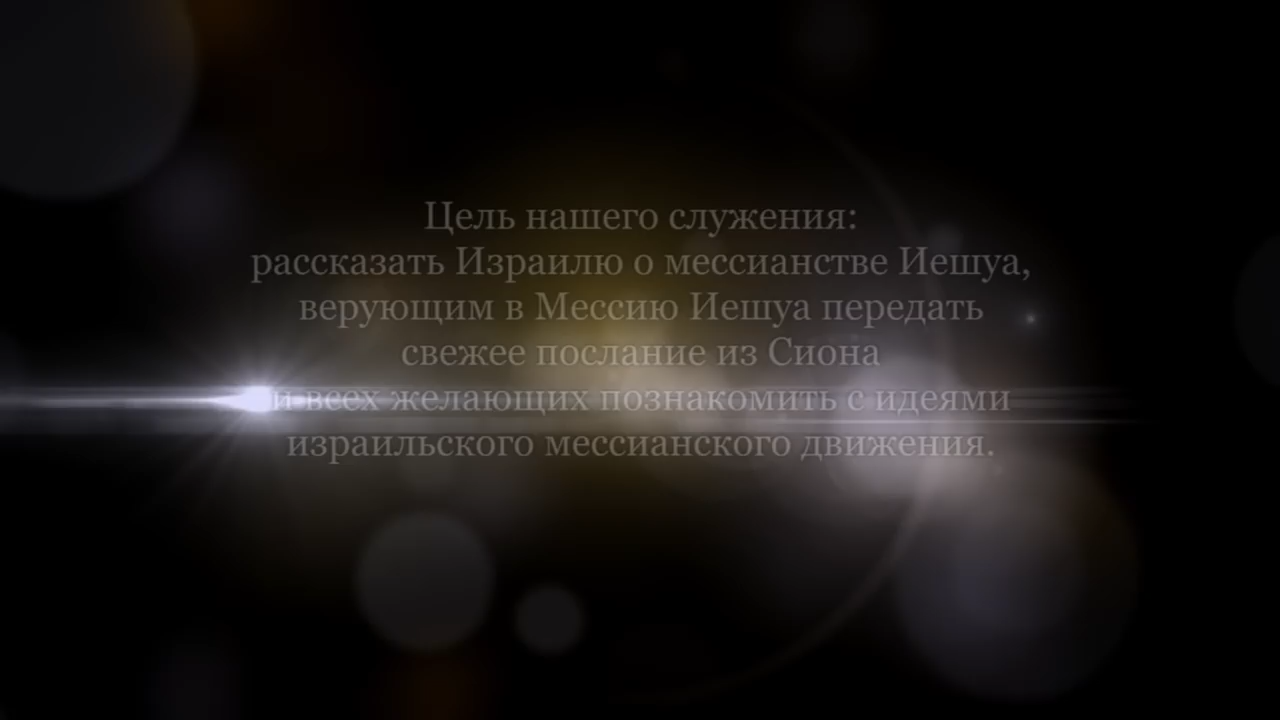 Цель нашего служения:
рассказать Израилю о мессианстве Иешуа,
верующим в Мессию Иешуа передать
свежее послание из Сиона
и всех желающих познакомить с идеями
израильского мессианского движения.